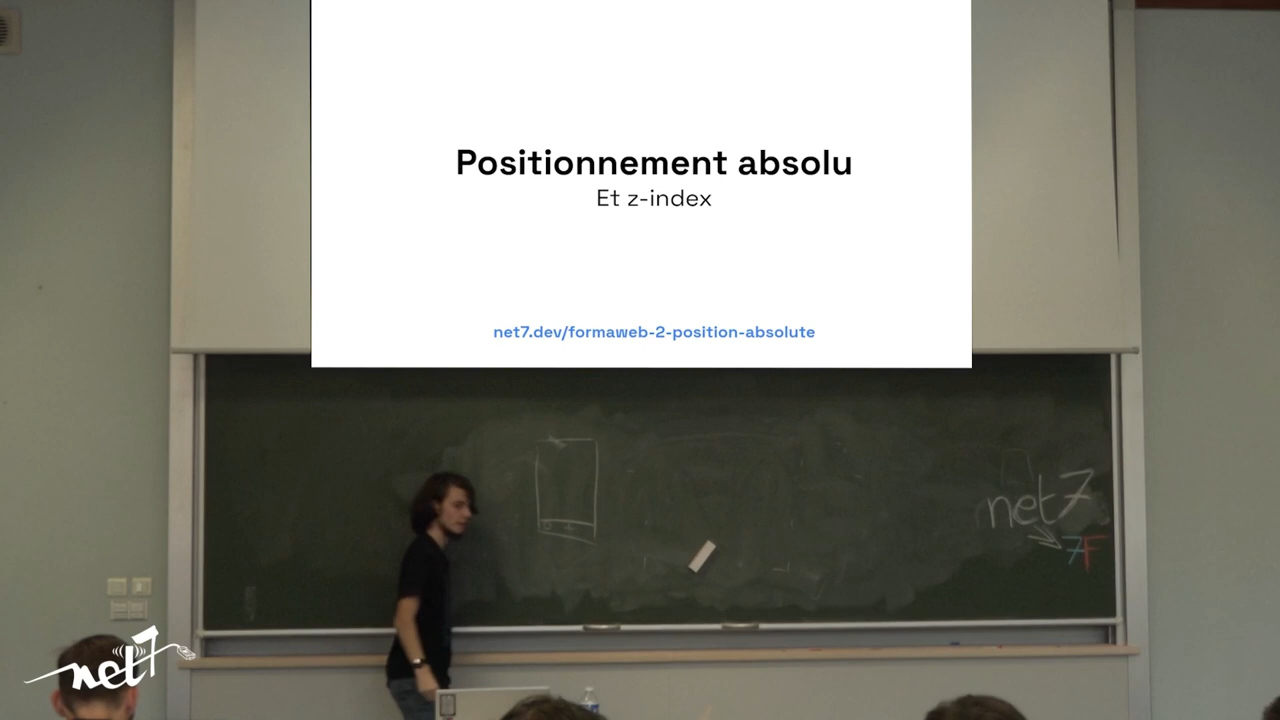 Positionnement absolu
Et z-index
net7.dev/formaweb-2-position-absolute
net7
7F
net7